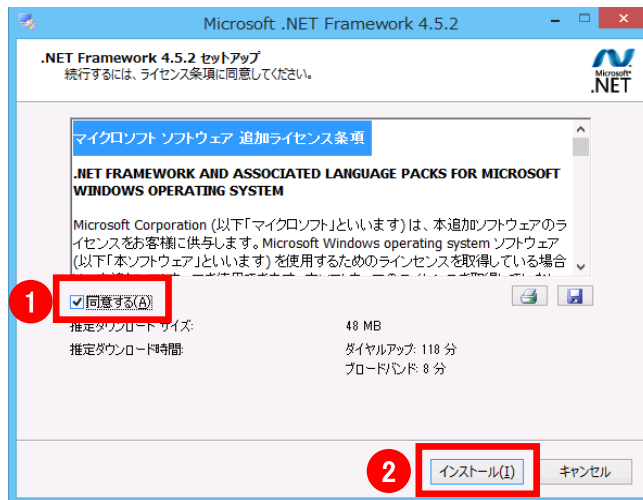 Microsoft .NET Framework 4.5.2
.NET Framework 4.5.2 セットアップ
続行するには、ライセンス条項に同意してください。
Microsoft
.NET
マイクロソフト ソフトウェア 追加ライセンス条項
.NET FRAMEWORK AND ASSOCIATED LANGUAGE PACKS FOR MICROSOFT
WINDOWS OPERATING SYSTEM
Microsoft Corporation (以下「マイクロソフト」といいます) は、本追加ソフトウェアのラ
イセンスをお客様に供与します。Microsoft Windows operating system ソフトウェア
(以下「本ソフトウェア」といいます) を使用するためのライセンスを取得している場合
1
同意する(A)
推定ダウンロード サイズ: 48 MB
推定ダウンロード時間: ダイヤルアップ: 118 分
ブロードバンド: 8 分
2
インストール(I) キャンセル